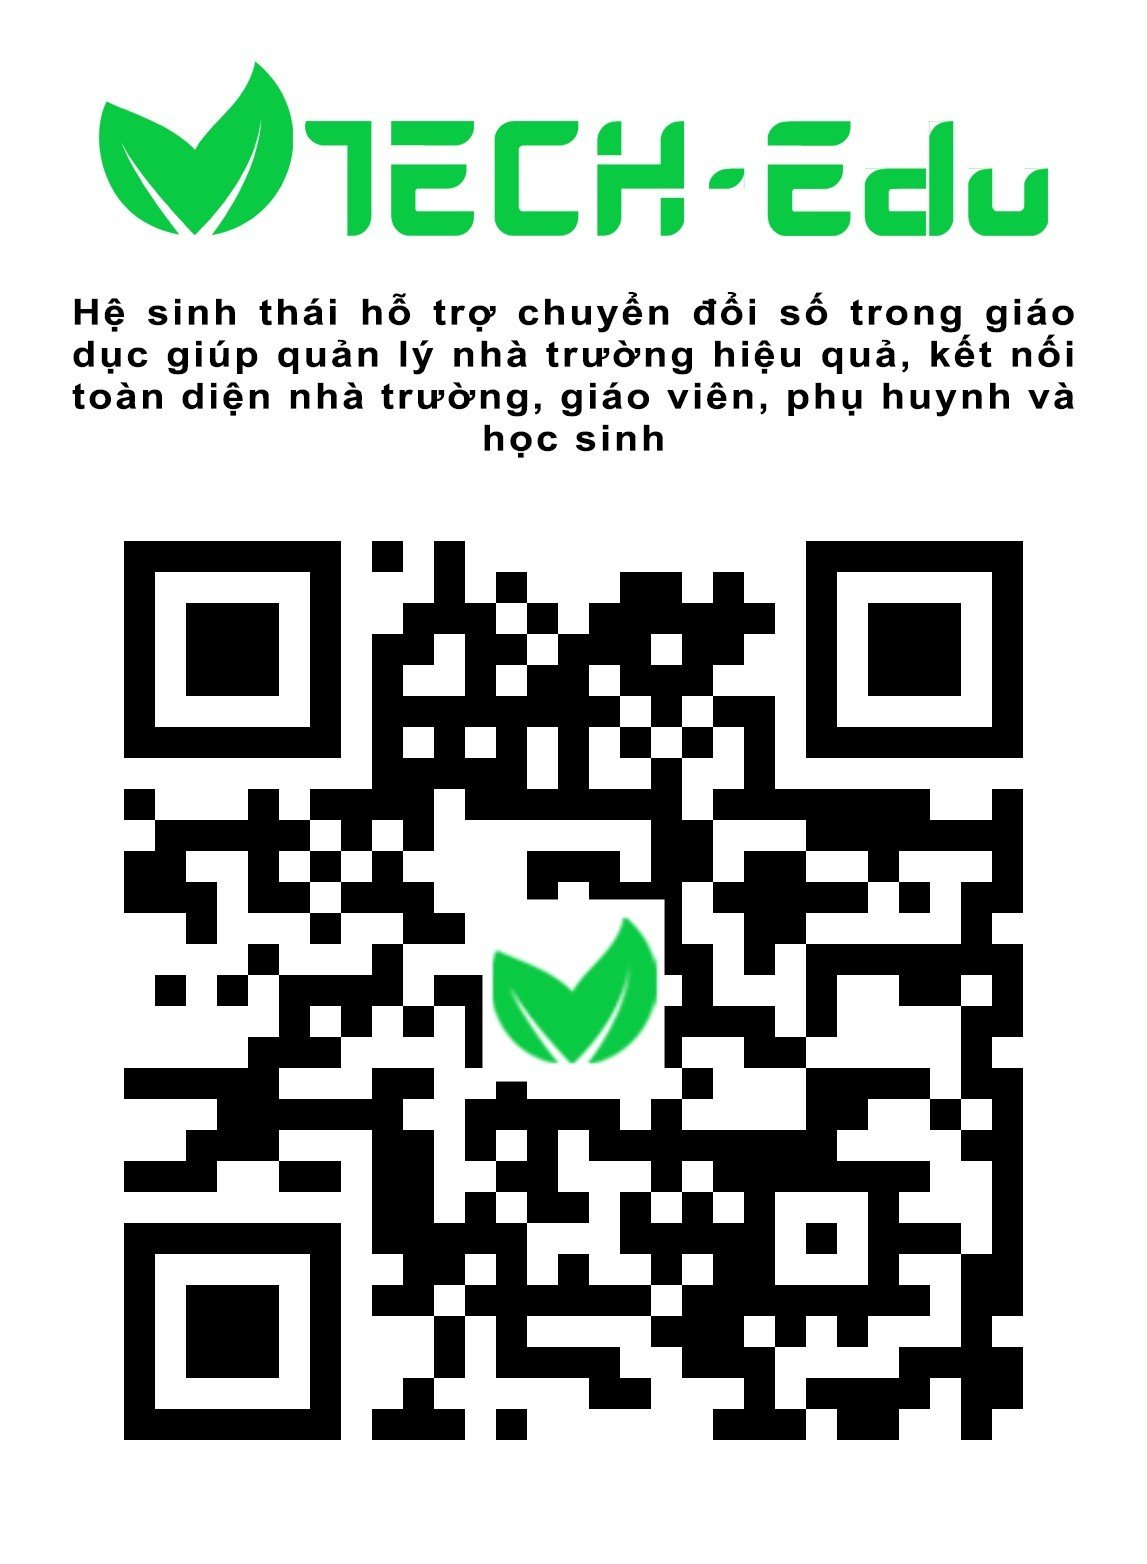 TECH-Edu
Hệ sinh thái hỗ trợ chuyển đổi số trong giáo
dục giúp quản lý nhà trường hiệu quả, kết nối
toàn diện nhà trường, giáo viên, phụ huynh và
học sinh